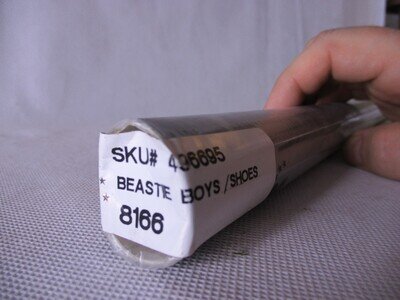 SKU# 436695
* BEASTIE BOYS / SHOES
* 8166